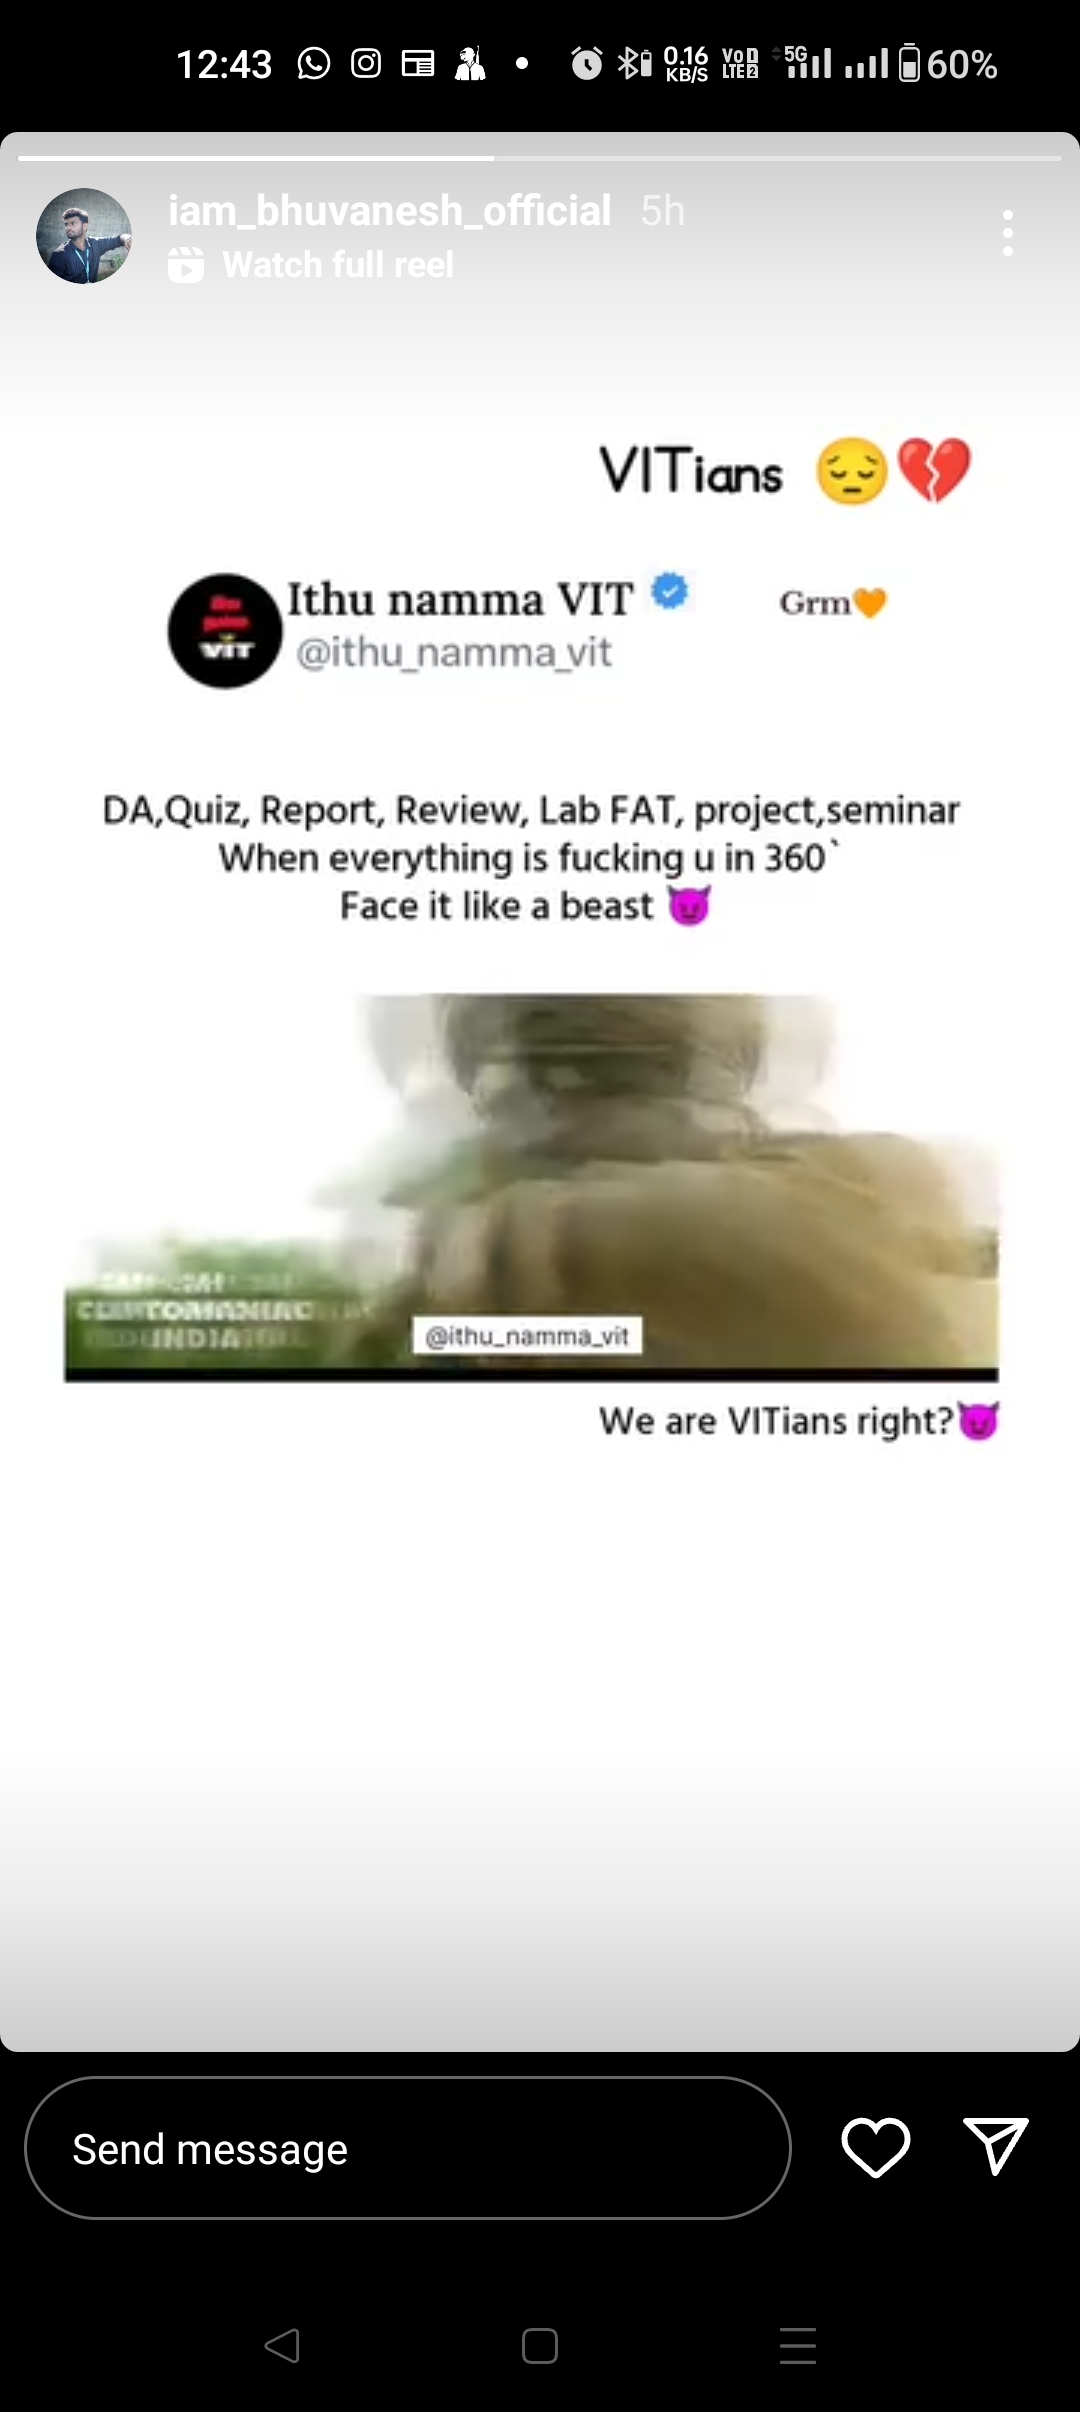 12:43
0.16
KB/S
VoD
LTE2
5G
60%
iam_bhuvanesh_official 5h
Watch full reel
VITians 😔💔
Ithu namma VIT
Grm🧡
@ithu_namma_vit
VIT
DA,Quiz, Report, Review, Lab FAT, project,seminar
When everything is fucking u in 360`
Face it like a beast 😈
INDIA
@ithu_namma_vit
We are VITians right?😈
Send message